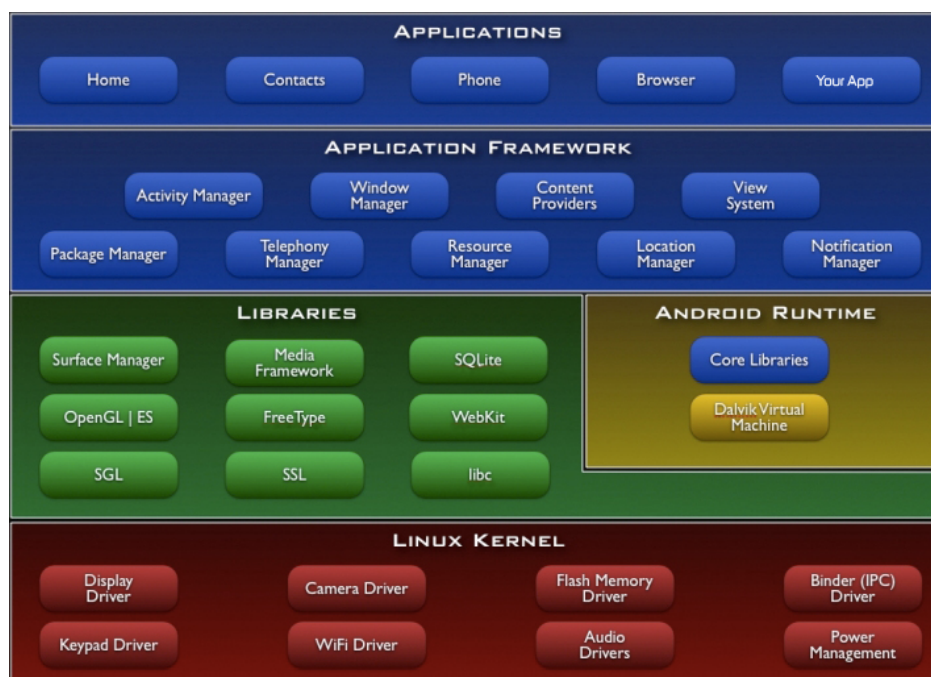 APPLICATIONS
Home
Contacts
Phone
Browser
Your App
APPLICATION FRAMEWORK
Activity Manager
Window
Manager
Content
Providers
View
System
Package Manager
Telephony
Manager
Resource
Manager
Location
Manager
Notification
Manager
LIBRARIES
Surface Manager
Media
Framework
SQLite
OpenGL | ES
FreeType
WebKit
SGL
SSL
libc
ANDROID RUNTIME
Core Libraries
Dalvik Virtual
Machine
LINUX KERNEL
Display
Driver
Camera Driver
Flash Memory
Driver
Binder (IPC)
Driver
Keypad Driver
WiFi Driver
Audio
Drivers
Power
Management